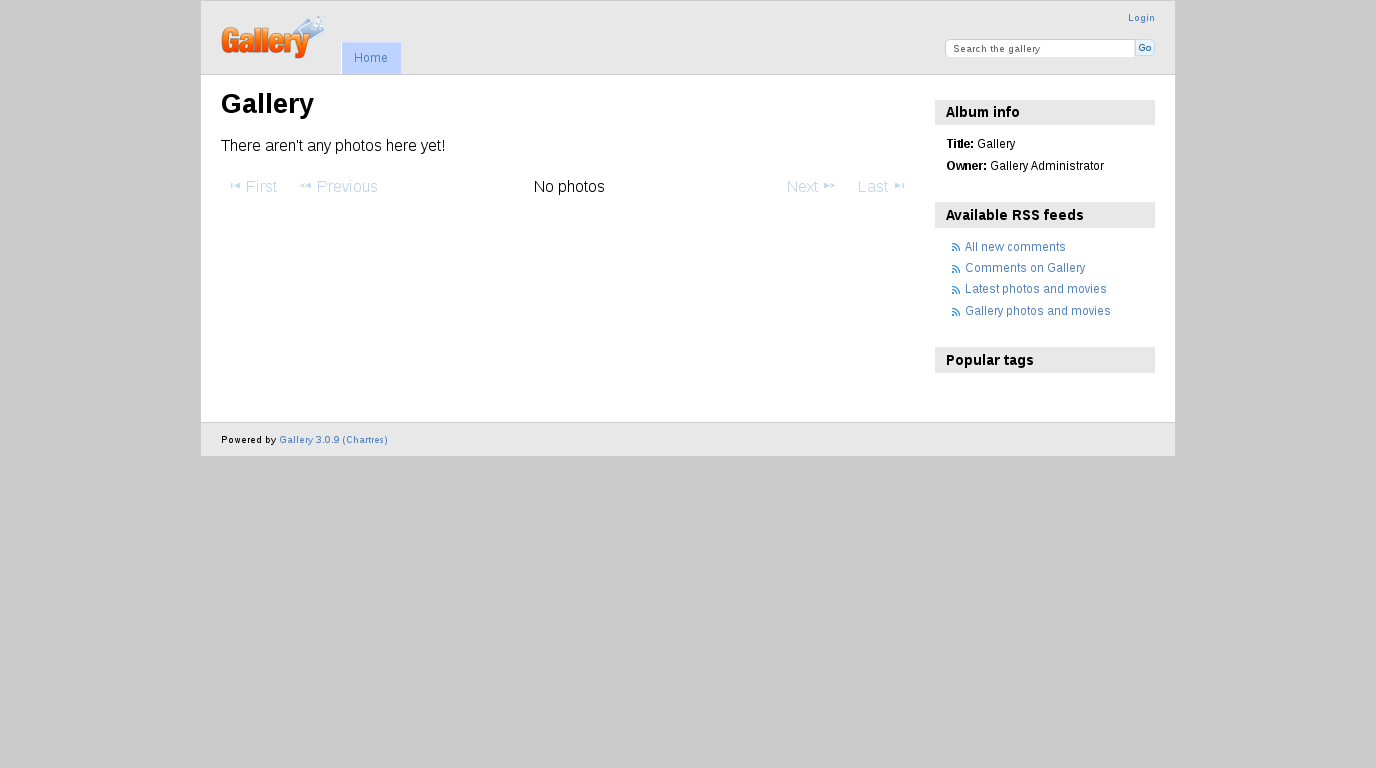 Login
Gallery
Home
Search the gallery
Go
Gallery
There aren't any photos here yet!
First Previous No photos Next Last
Album info
Title: Gallery
Owner: Gallery Administrator
Available RSS feeds
All new comments
Comments on Gallery
Latest photos and movies
Gallery photos and movies
Popular tags
Powered by Gallery 3.0.9 (Chartres)